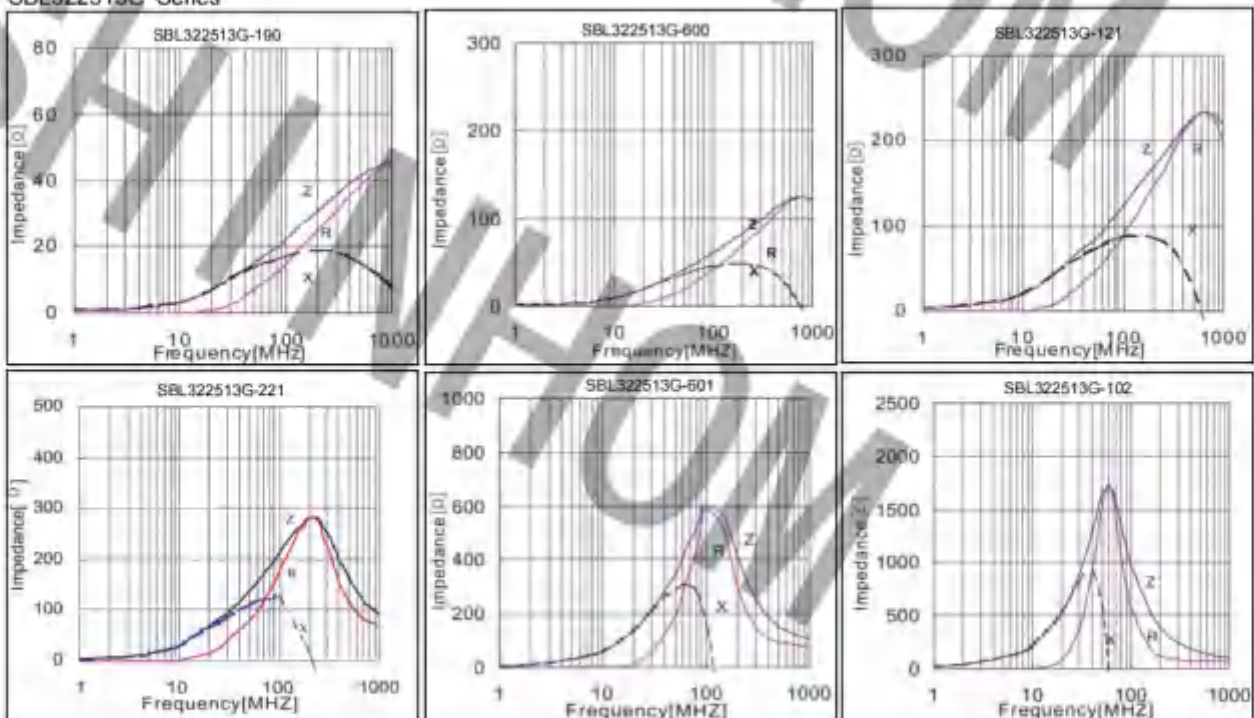 SBL322513G Series
SBL322513G-190
80
60
40
20
0
Impedance[Ω]
Z
R
X
1 10 100 1000
Frequency[MHZ]
SBL322513G-600
300
200
100
0
Impedance[Ω]
Z
R
X
1 10 100 1000
Frequency[MHZ]
SBL322513G-121
300
200
100
0
Impedance[Ω]
Z
R
X
1 10 100 1000
Frequency[MHZ]
SBL322513G-221
500
400
300
200
100
0
Impedance[Ω]
Z
R
X
1 10 100 1000
Frequency[MHZ]
SBL322513G-601
1000
800
600
400
200
0
Impedance[Ω]
R
Z
X
1 10 100 1000
Frequency[MHZ]
SBL322513G-102
2500
2000
1500
1000
500
0
Impedance[Ω]
Z
X
R
1 10 100 1000
Frequency[MHZ]